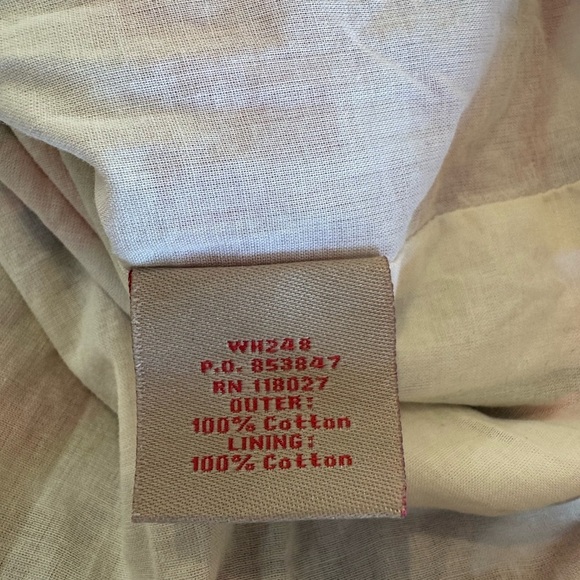 WH248
P.O. 853847
RN 118027
OUTER:
100% Cotton
LINING:
100% Cotton